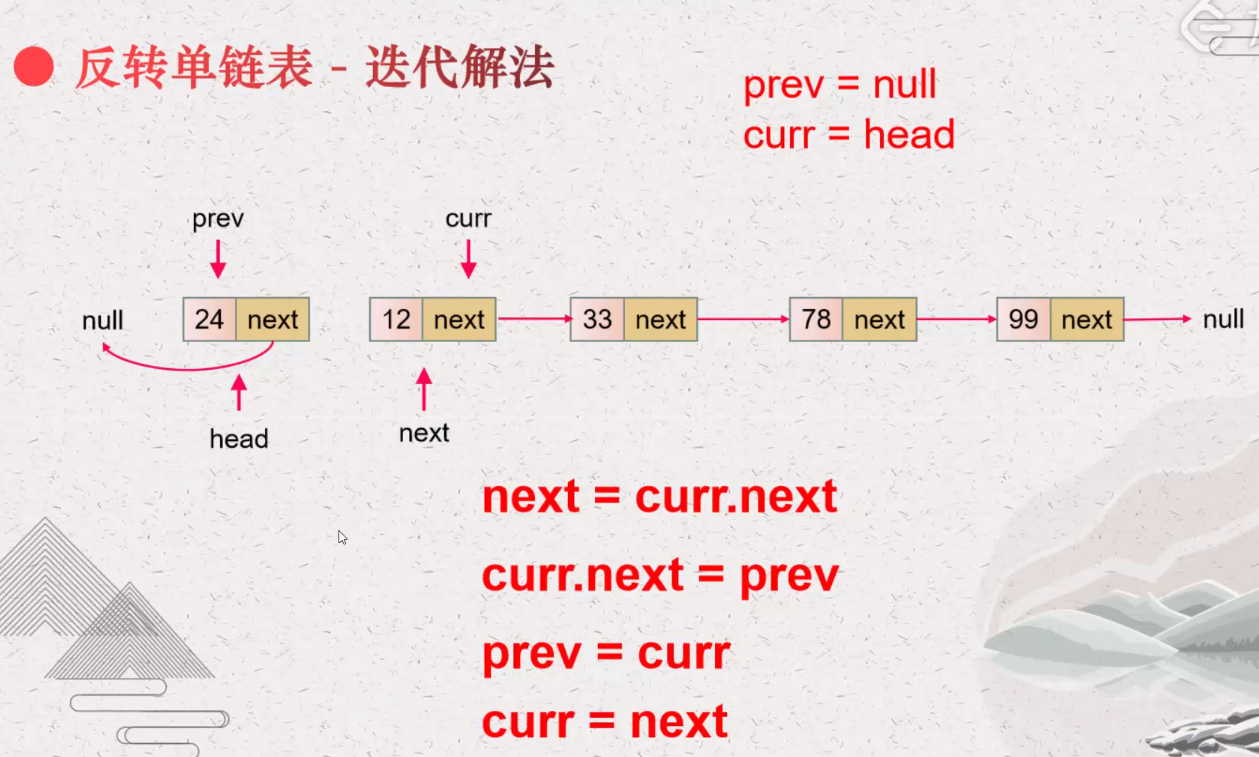 反转单链表 - 迭代解法
prev = null
curr = head
prev
curr
null
24 next
12 next
33 next
78 next
99 next
null
head
next
next = curr.next
curr.next = prev
prev = curr
curr = next